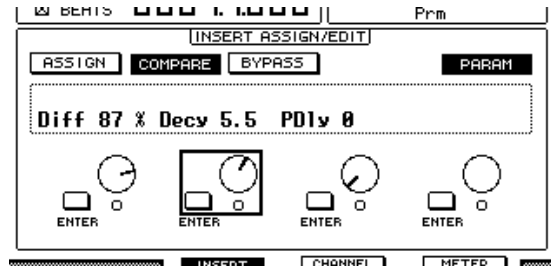 BEATS
Prm
INSERT ASSIGN/EDIT
ASSIGN COMPARE BYPASS PARAM
Diff 87 % Decy 5.5 PDly 0
ENTER ENTER ENTER ENTER
INSERT CHANNEL METER